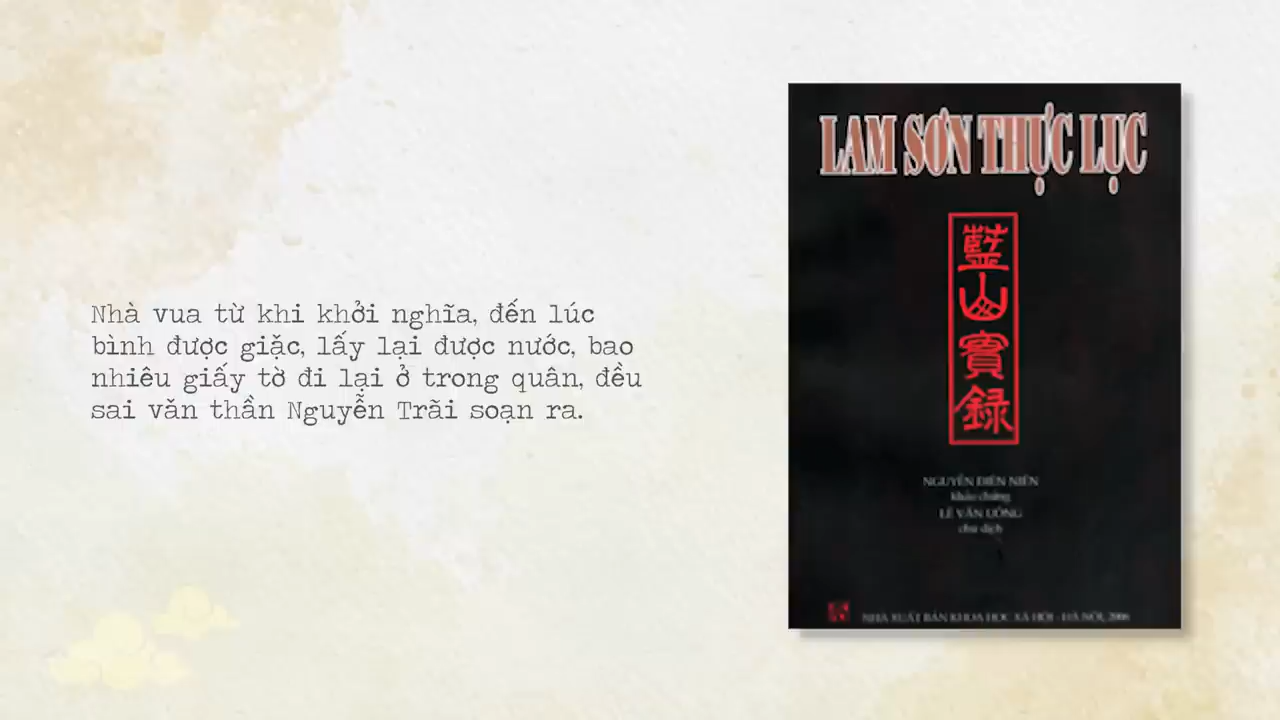 Nhà vua từ khi khởi nghĩa, đến lúc
bình được giặc, lấy lại được nước, bao
nhiêu giấy tờ đi lại ở trong quân, đều
sai văn thần Nguyễn Trãi soạn ra.
LAM SƠN THỰC LỤC
藍
山
實
録
NGUYỄN DIÊN NIÊN
khảo chứng
LÊ VĂN UÔNG
chú dịch
NHÀ XUẤT BẢN KHOA HỌC XÃ HỘI - HÀ NỘI, 2006